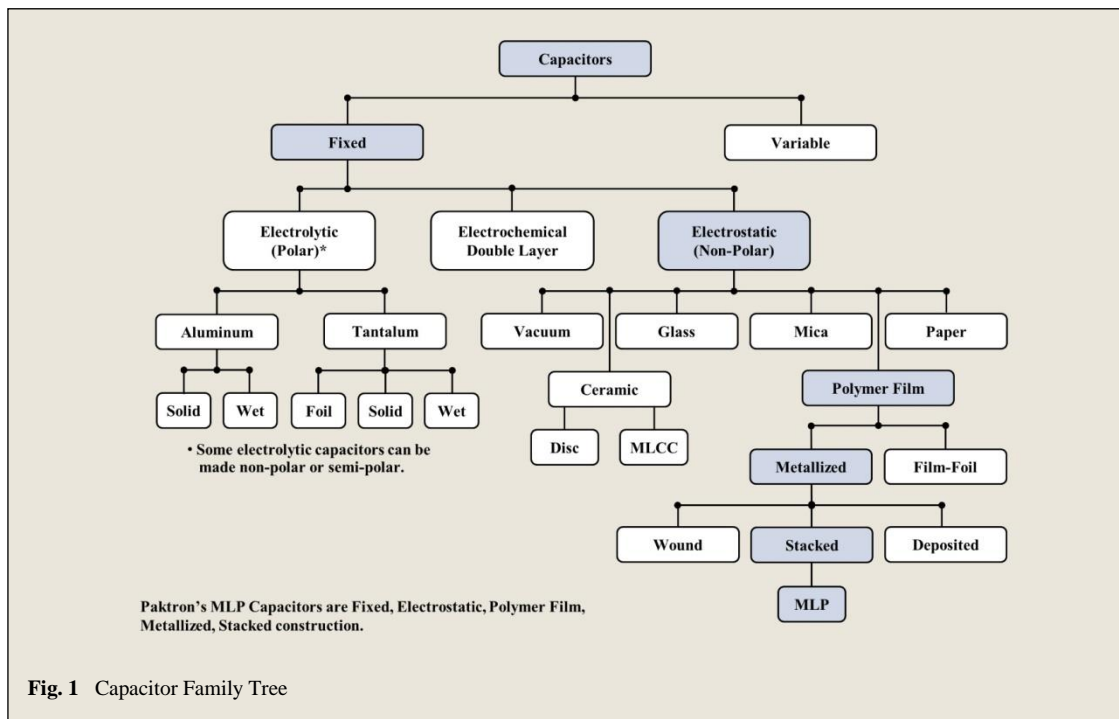 Capacitors
Fixed
Variable
Electrolytic
(Polar)*
Electrochemical
Double Layer
Electrostatic
(Non-Polar)
Aluminum
Tantalum
Vacuum
Glass
Mica
Paper
Ceramic
Polymer Film
Solid
Wet
Foil
Solid
Wet
Disc
MLCC
• Some electrolytic capacitors can be
made non-polar or semi-polar.
Metallized
Film-Foil
Wound
Stacked
Deposited
MLP
Paktron's MLP Capacitors are Fixed, Electrostatic, Polymer Film,
Metallized, Stacked construction.
Fig. 1 Capacitor Family Tree